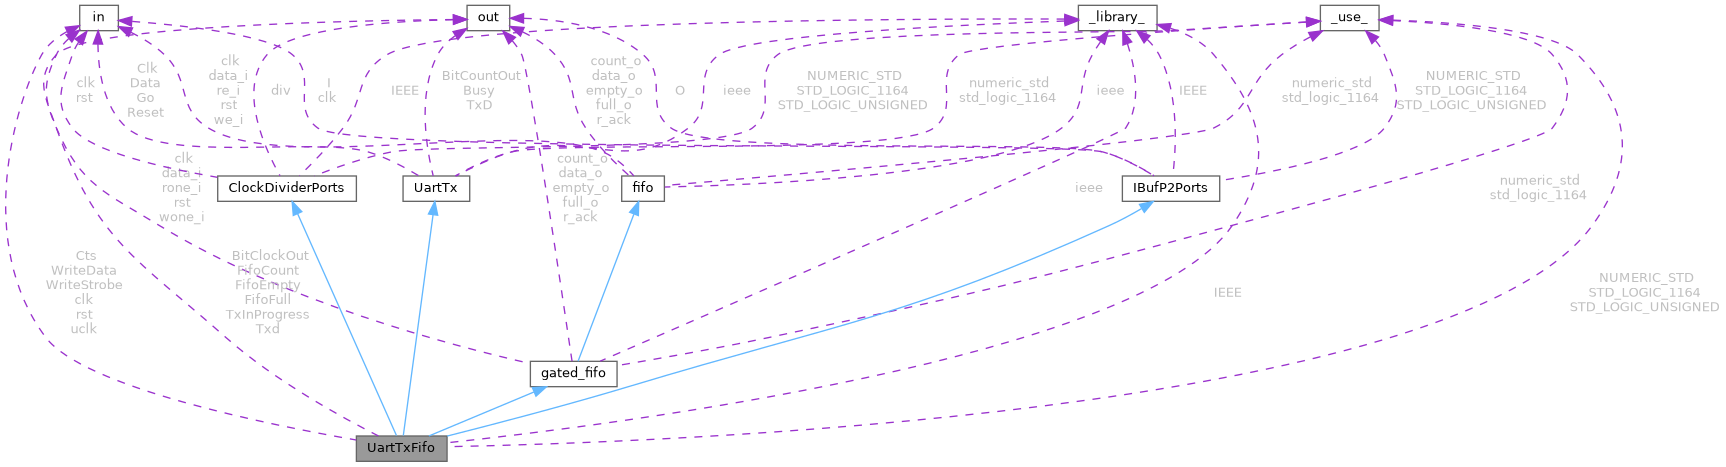 in
out
_library_
_use_
clk
rst
Clk
Data
Go
Reset
clk
data_i
re_i
rst
we_i
div
I
clk
IEEE
BitCountOut
Busy
TxD
count_o
data_o
empty_o
full_o
r_ack
O
ieee
NUMERIC_STD
STD_LOGIC_1164
STD_LOGIC_UNSIGNED
numeric_std
std_logic_1164
ieee
IEEE
numeric_std
std_logic_1164
NUMERIC_STD
STD_LOGIC_1164
STD_LOGIC_UNSIGNED
ClockDividerPorts
UartTx
fifo
IBufP2Ports
clk
data_i
rone_i
rst
wone_i
count_o
data_o
empty_o
full_o
r_ack
ieee
numeric_std
std_logic_1164
Cts
WriteData
WriteStrobe
clk
rst
uclk
BitClockOut
FifoCount
FifoEmpty
FifoFull
TxInProgress
Txd
IEEE
NUMERIC_STD
STD_LOGIC_1164
STD_LOGIC_UNSIGNED
gated_fifo
UartTxFifo